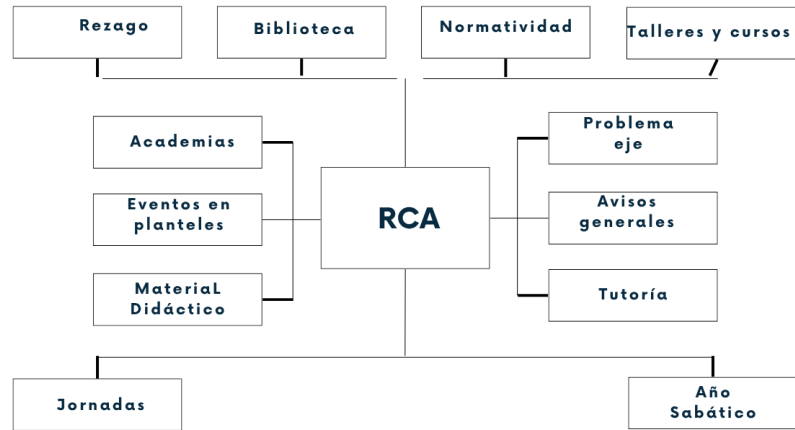 Rezago
Biblioteca
Normatividad
Talleres y cursos
Academias
Problema
eje
Eventos en
planteles
RCA
Avisos
generales
MateriaL
Didáctico
Tutoría
Jornadas
Año
Sabático